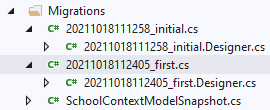 Migrations
C# 20211018111258_initial.cs
C# 20211018111258_initial.Designer.cs
C# 20211018112405_first.cs
C# 20211018112405_first.Designer.cs
C# SchoolContextModelSnapshot.cs